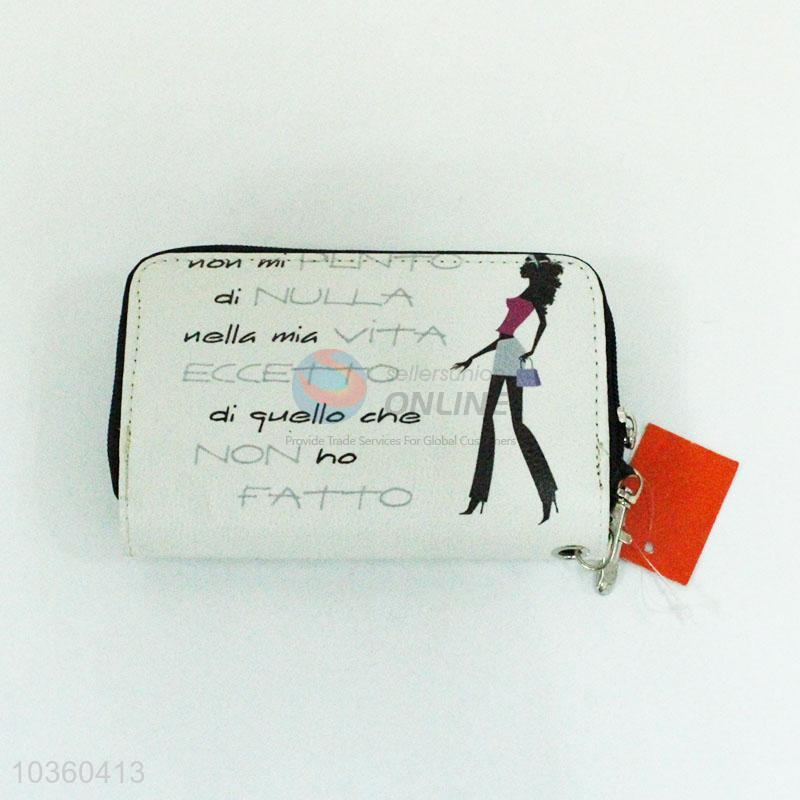 non mi PENTO
di NULLA
nella mia VITA
ECCETTO
sellersunion
ONLINE
di quello che
Provide Trade Services For Global Customers
NON ho
FATTO
10360413